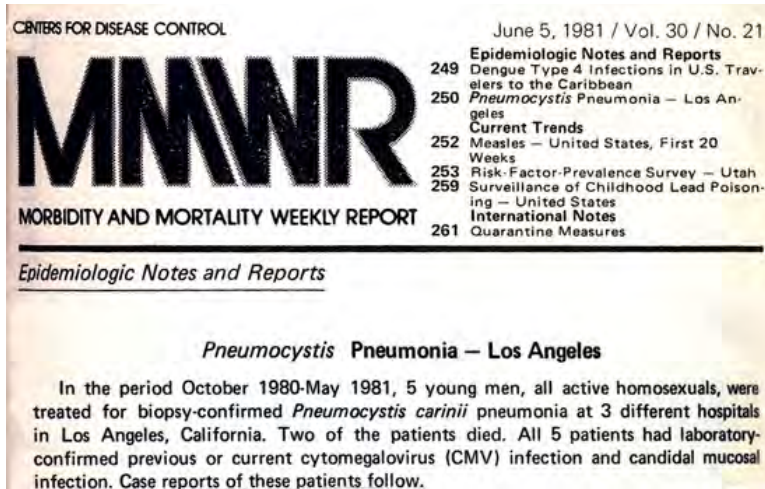 CENTERS FOR DISEASE CONTROL
June 5, 1981 / Vol. 30 / No. 21
MMWR
MORBIDITY AND MORTALITY WEEKLY REPORT
Epidemiologic Notes and Reports
249 Dengue Type 4 Infections in U.S. Trav-
elers to the Caribbean
250 Pneumocystis Pneumonia — Los An-
geles
Current Trends
252 Measles — United States, First 20
Weeks
253 Risk-Factor-Prevalence Survey — Utah
259 Surveillance of Childhood Lead Poison-
ing — United States
International Notes
261 Quarantine Measures
Epidemiologic Notes and Reports
Pneumocystis Pneumonia — Los Angeles
In the period October 1980-May 1981, 5 young men, all active homosexuals, were
treated for biopsy-confirmed Pneumocystis carinii pneumonia at 3 different hospitals
in Los Angeles, California. Two of the patients died. All 5 patients had laboratory-
confirmed previous or current cytomegalovirus (CMV) infection and candidal mucosal
infection. Case reports of these patients follow.